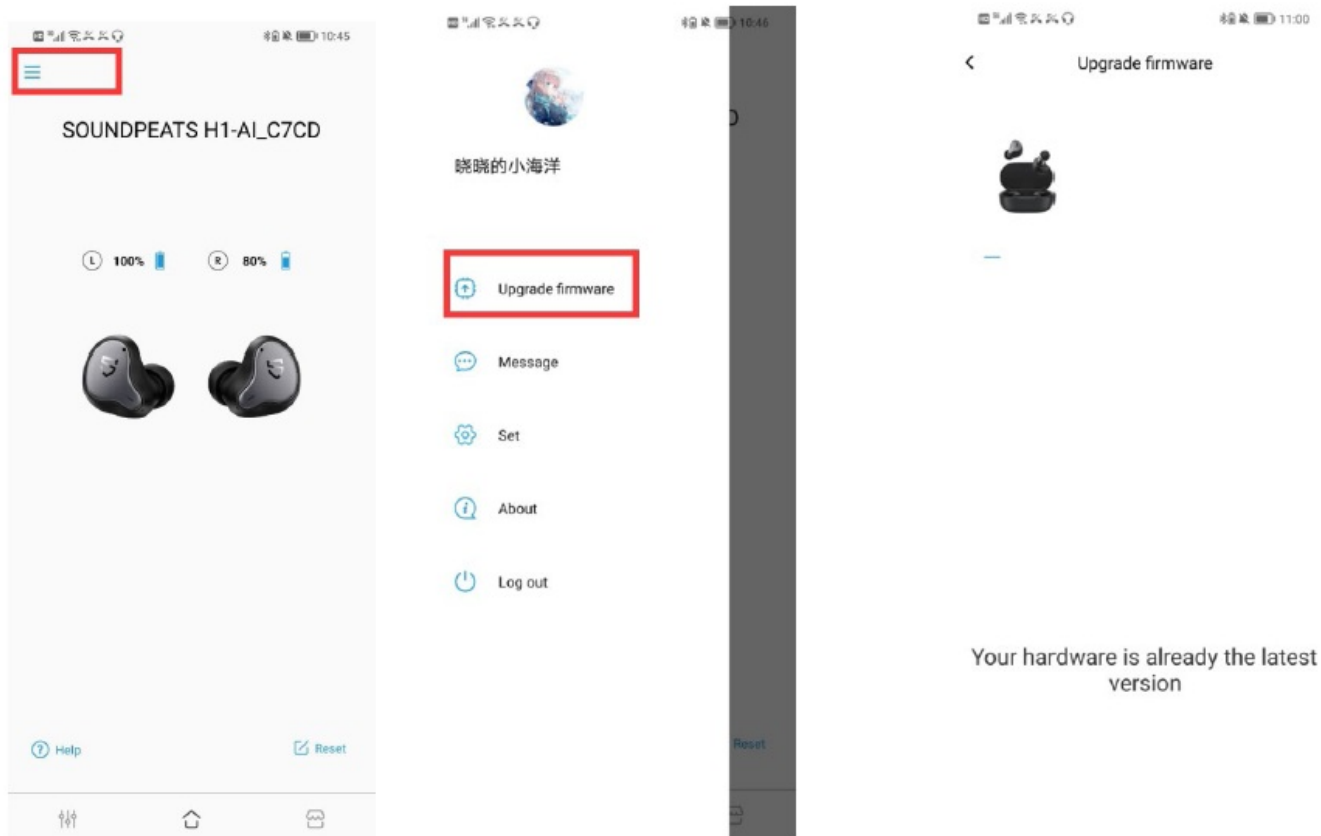 10:45
SOUNDPEATS H1-AI_C7CD
L 100% R 80%
Help
Reset
10:46
晓晓的小海洋
Upgrade firmware
Message
Set
About
Log out
Reset
11:00
Upgrade firmware
Your hardware is already the latest
version